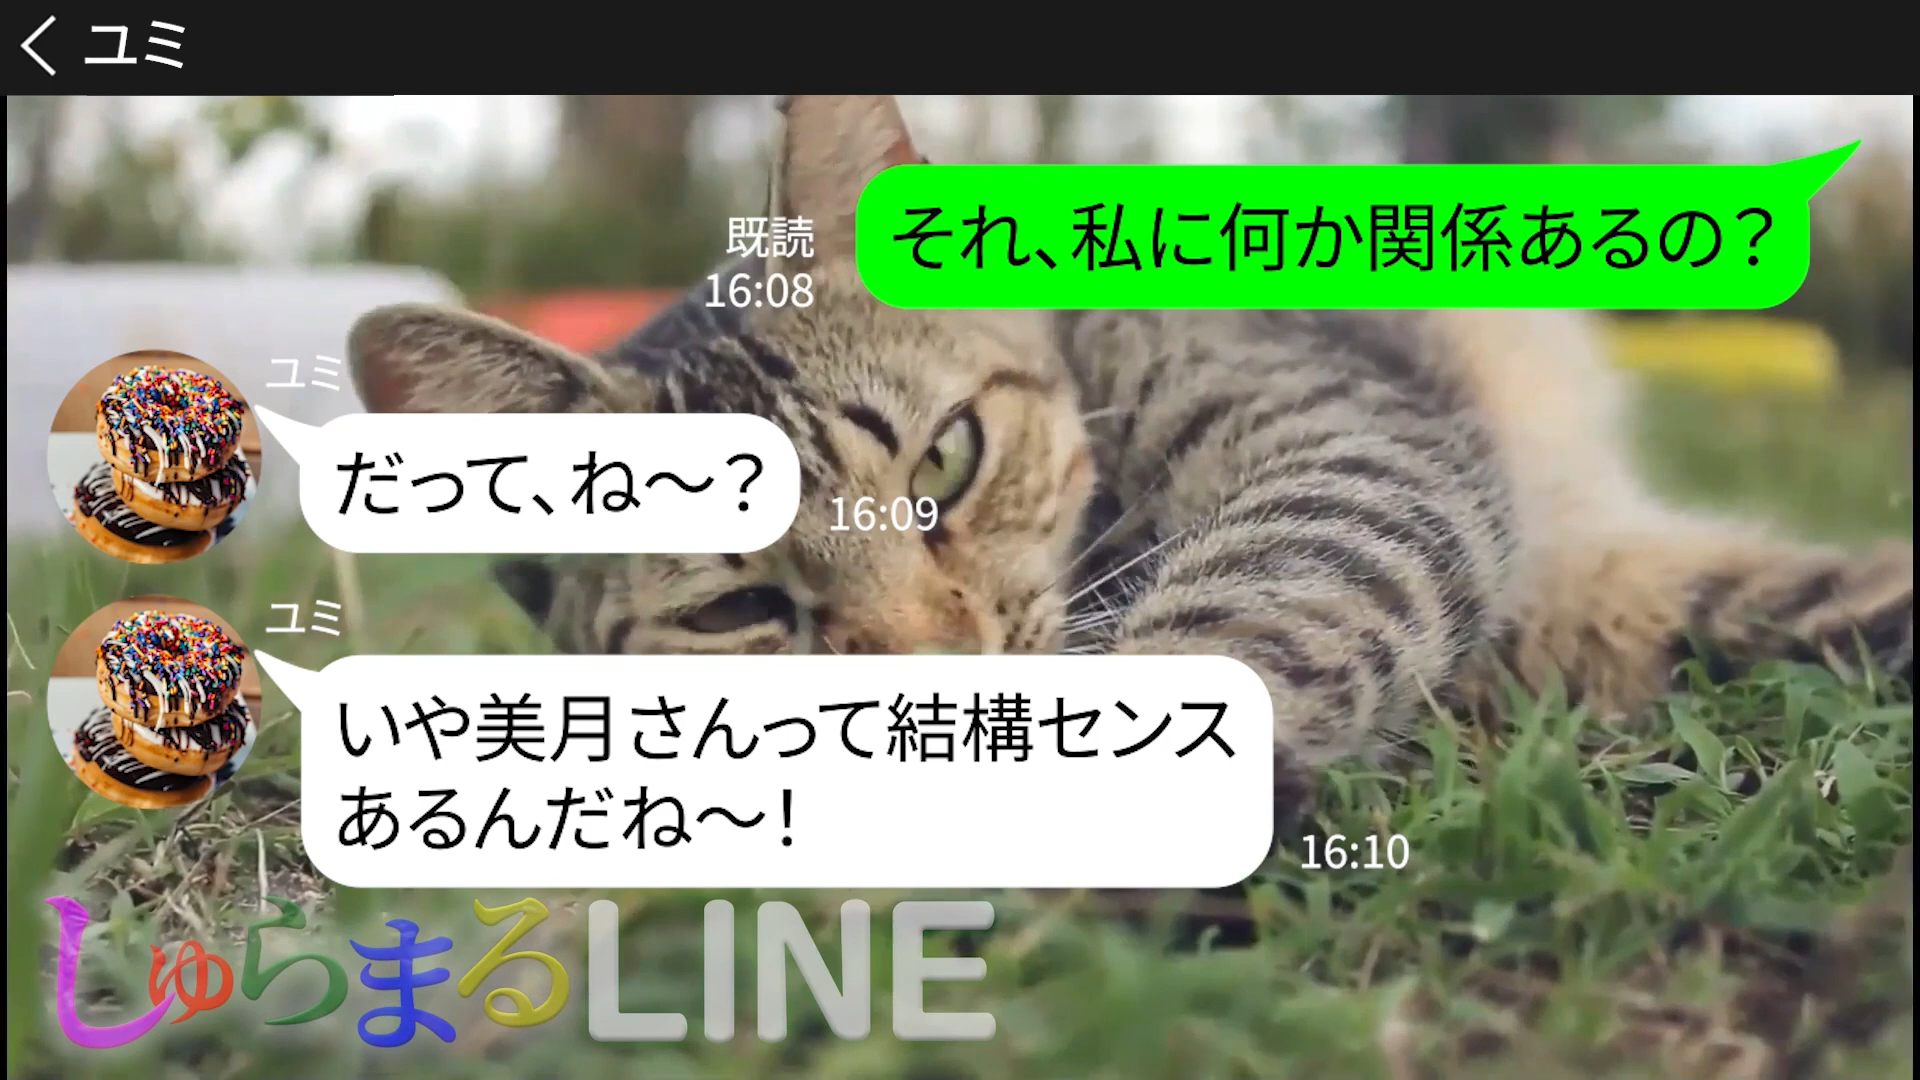 ユミ
それ、私に何か関係あるの？
既読
16:08
ユミ
だって、ね～？
16:09
ユミ
いや美月さんって結構センス
あるんだね～！
16:10
しゅらまるLINE